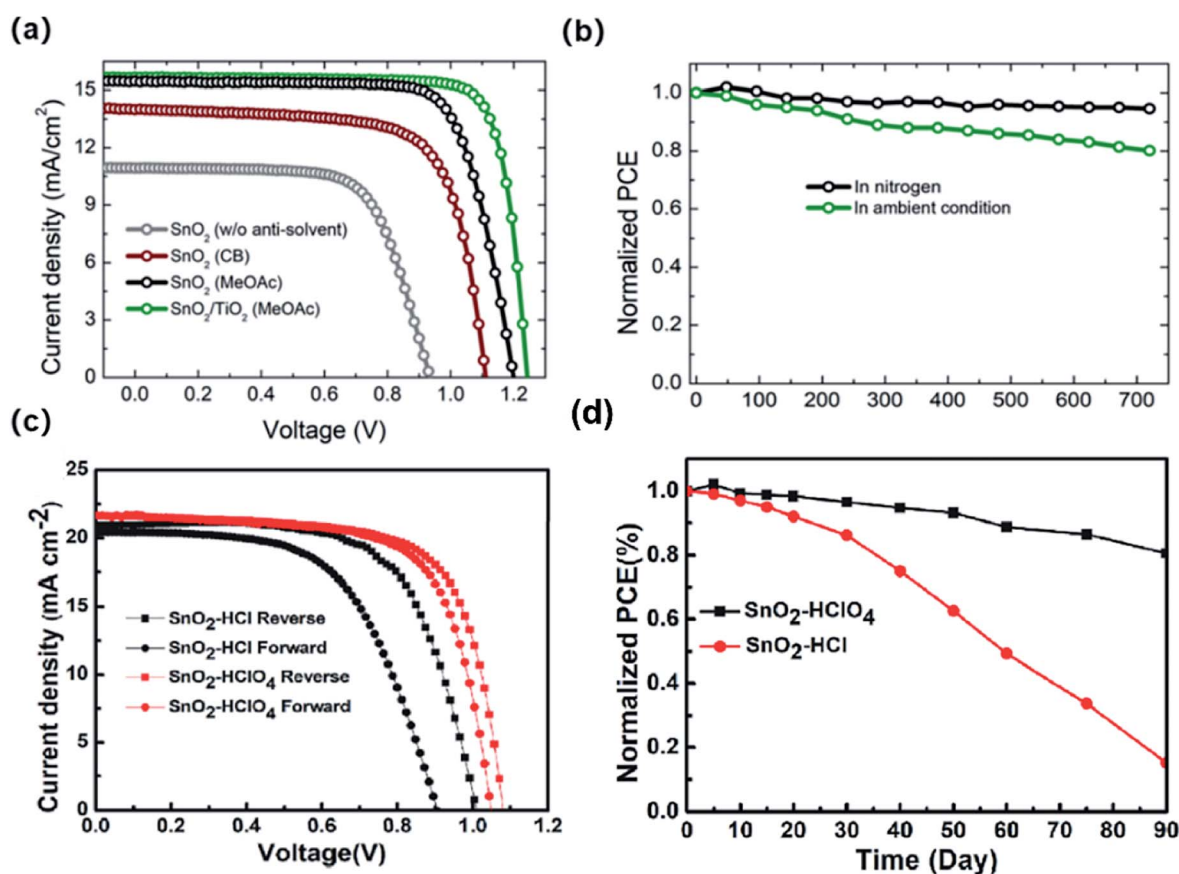 (a)
Current density (mA/cm²)
15
12
9
6
3
0
SnO₂ (w/o anti-solvent)
SnO₂ (CB)
SnO₂ (MeOAc)
SnO₂/TiO₂ (MeOAc)
0.0 0.2 0.4 0.6 0.8 1.0 1.2
Voltage (V)
(b)
Normalized PCE
1.0
0.8
0.6
0.4
0.2
0.0
In nitrogen
In ambient condition
0 100 200 300 400 500 600 700
(c)
Current density (mA cm⁻²)
25
20
15
10
5
0
SnO₂-HCl Reverse
SnO₂-HCl Forward
SnO₂-HClO₄ Reverse
SnO₂-HClO₄ Forward
0.0 0.2 0.4 0.6 0.8 1.0 1.2
Voltage(V)
(d)
Normalized PCE(%)
1.0
0.8
0.6
0.4
0.2
0.0
SnO₂-HClO₄
SnO₂-HCl
0 10 20 30 40 50 60 70 80 90
Time (Day)